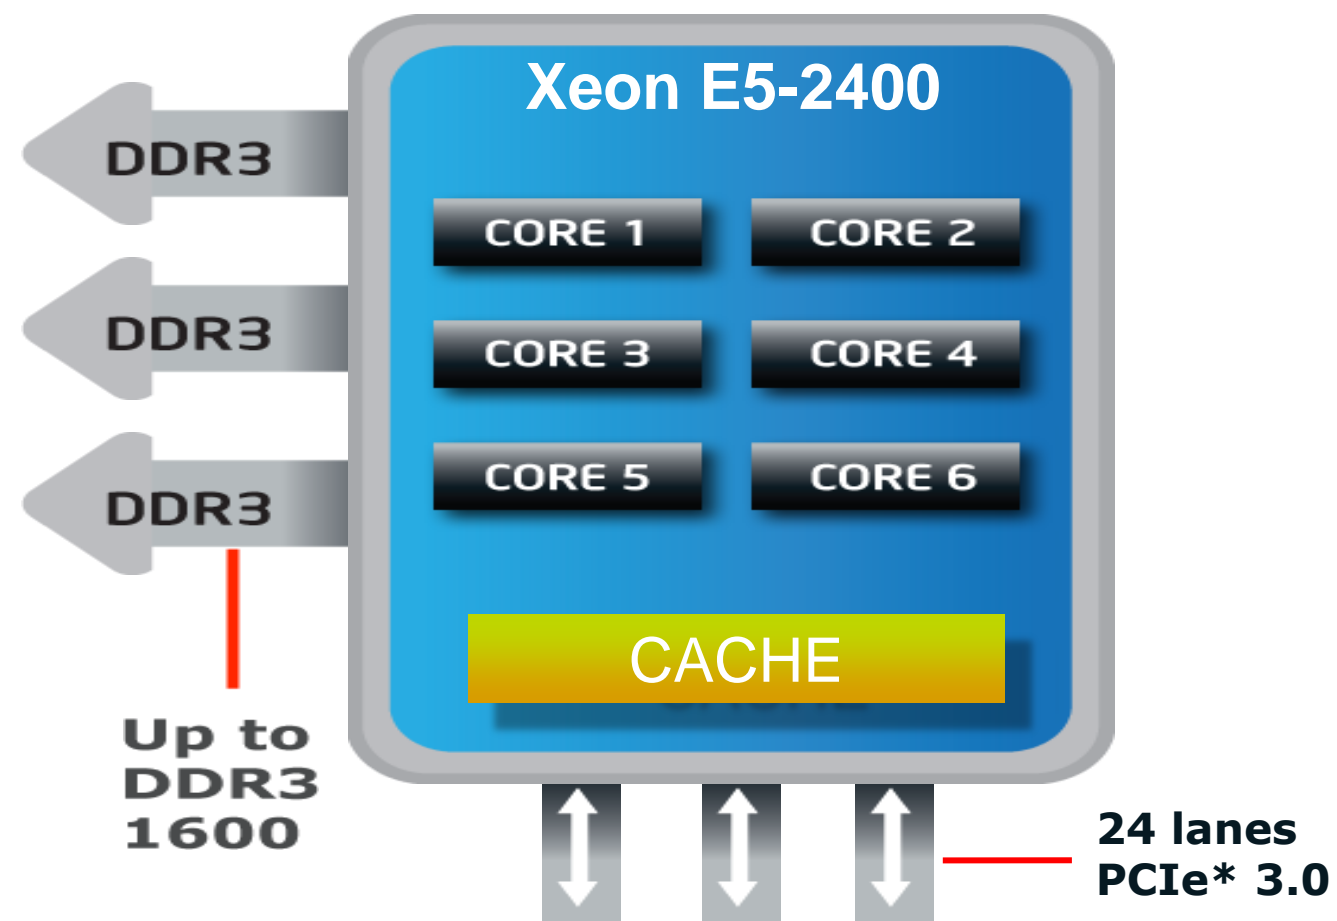 Xeon E5-2400
DDR3
CORE 1
CORE 2
DDR3
CORE 3
CORE 4
DDR3
CORE 5
CORE 6
CACHE
Up to
DDR3
1600
24 lanes
PCIe* 3.0